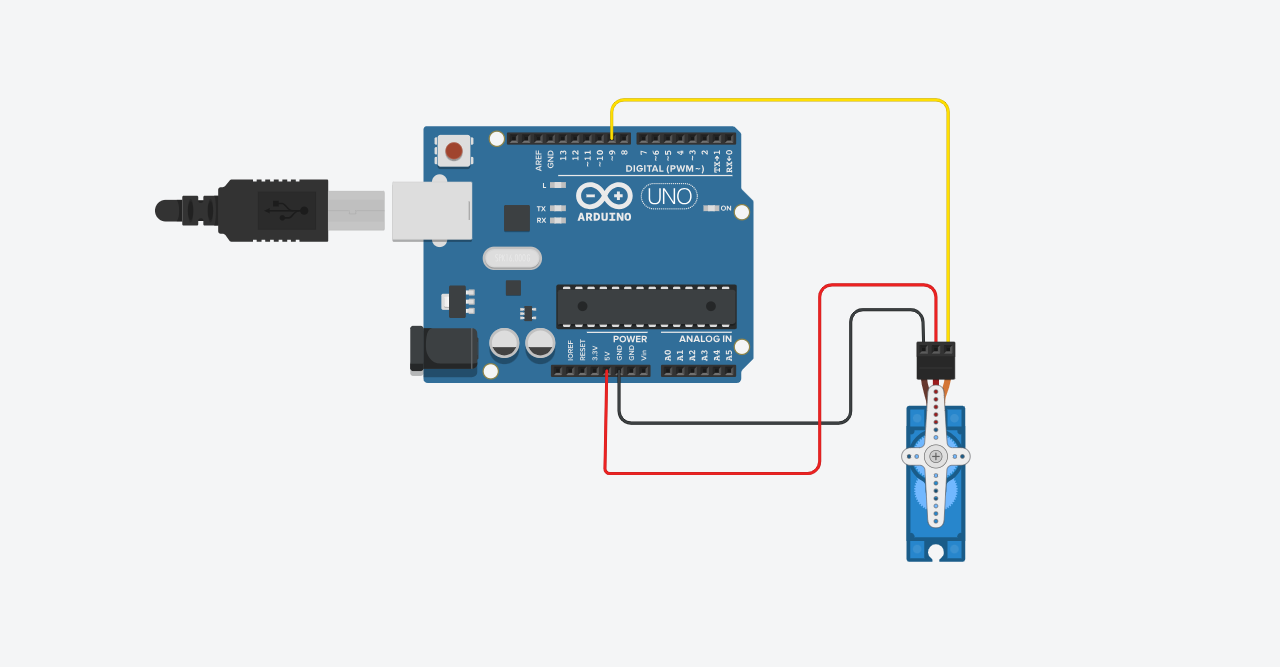 AREF
GND
13
12
~11
~10
~9
8
7
~6
~5
4
~3
2
TX→1
RX←0
DIGITAL (PWM~)
L
TX
RX
ARDUINO
UNO
ON
POWER
ANALOG IN
IOREF
RESET
3.3V
5V
GND
GND
Vin
A0
A1
A2
A3
A4
A5